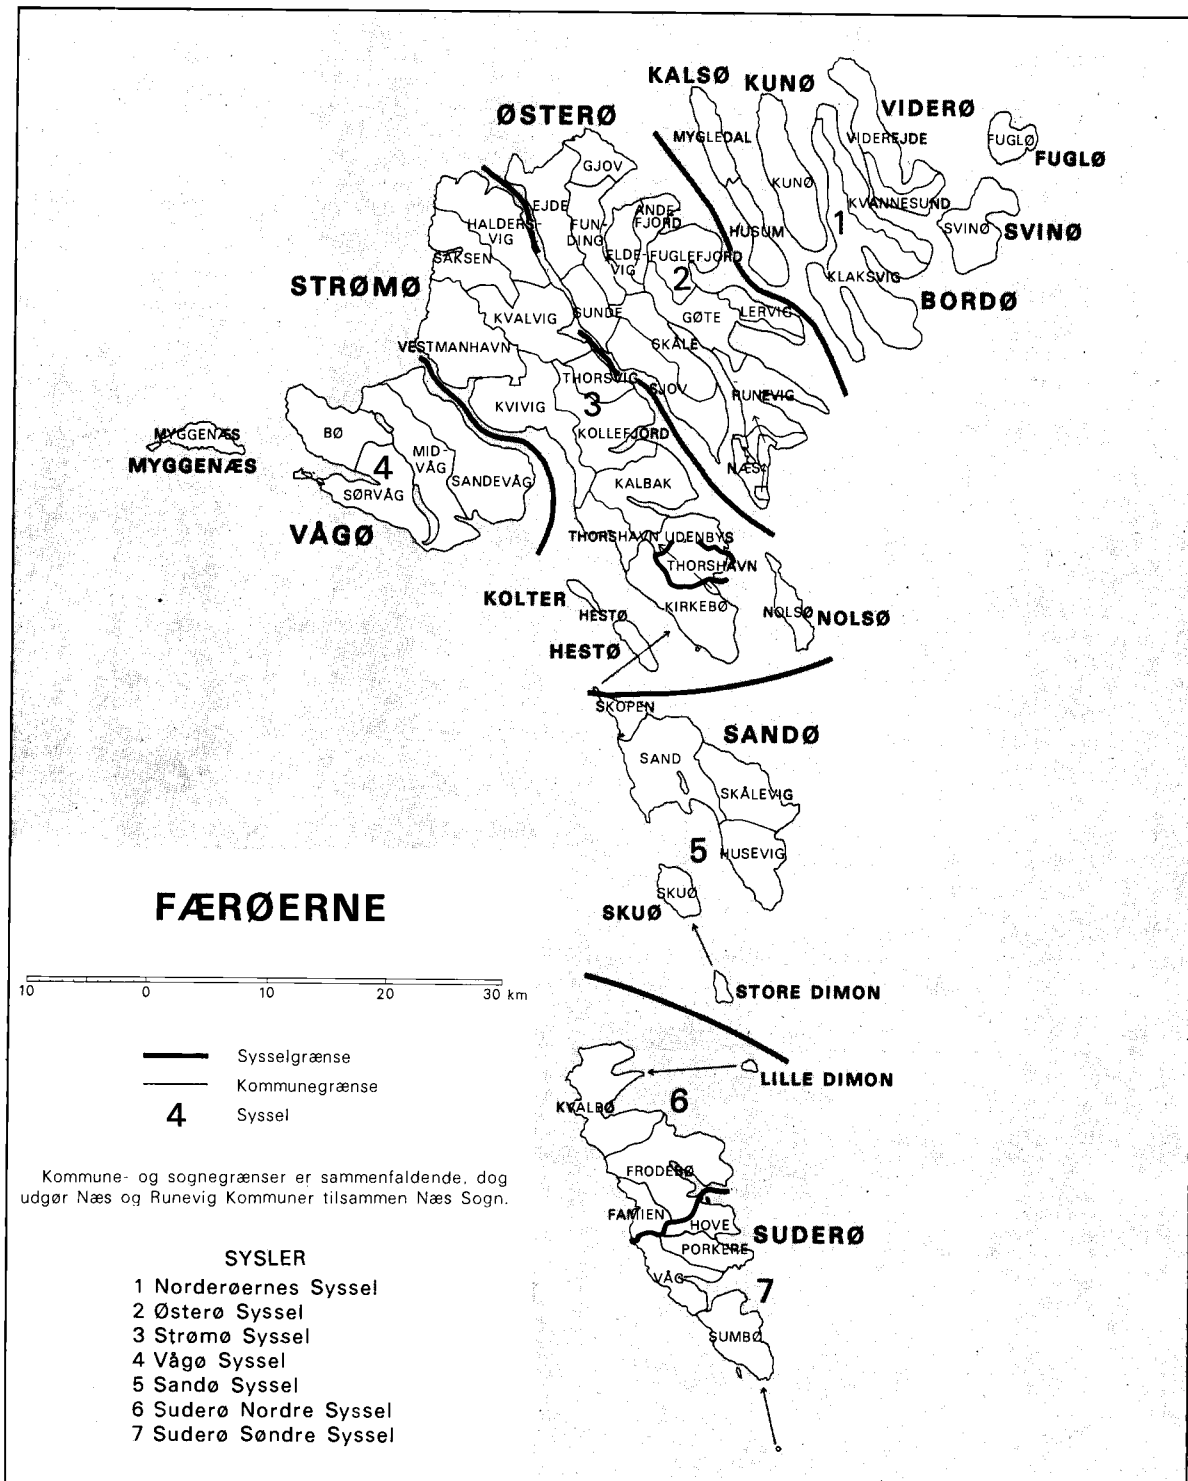 KALSØ
KUNØ
VIDERØ
ØSTERØ
MYGLEDAL
VIDEREJDE
FUGLØ
FUGLØ
GJOV
KUNØ
EJDE
ANDE-
FJORD
KVANNESUND
HALDERS-
VIG
FUN-
DING
HUSUM
1
SVINØ
SVINØ
SAKSEN
ELDE-
VIG
FUGLEFJORD
2
KLAKSVIG
BORDØ
STRØMØ
KVALVIG
SUNDE
GØTE
LERVIG
VESTMANHAVN
SKÅLE
THORSVIG
SJOV
RUNEVIG
KVIVIG
3
KOLLEFJORD
MYGGENÆS
MYGGENÆS
BØ
4
MID-
VÅG
SANDEVÅG
NÆS
SØRVÅG
KALBAK
VÅGØ
THORSHAVN UDENBYS
THORSHAVN
KOLTER
HESTØ
KIRKEBØ
NOLSØ
NOLSØ
HESTØ
SKOPEN
SANDØ
SAND
SKÅLEVIG
5
HUSEVIG
SKUØ
SKUØ
STORE DIMON
FÆRØERNE
10 0 10 20 30 km
LILLE DIMON
Sysselgrænse
Kommunegrænse
4 Syssel
6
KVALBØ
Kommune- og sognegrænser er sammenfaldende, dog
udgør Næs og Runevig Kommuner tilsammen Næs Sogn.
FRODEBØ
FAMIEN
HOVE
SUDERØ
PORKERE
VÅG
7
SUMBØ
SYSLER
1 Norderøernes Syssel
2 Østerø Syssel
3 Strømø Syssel
4 Vågø Syssel
5 Sandø Syssel
6 Suderø Nordre Syssel
7 Suderø Søndre Syssel